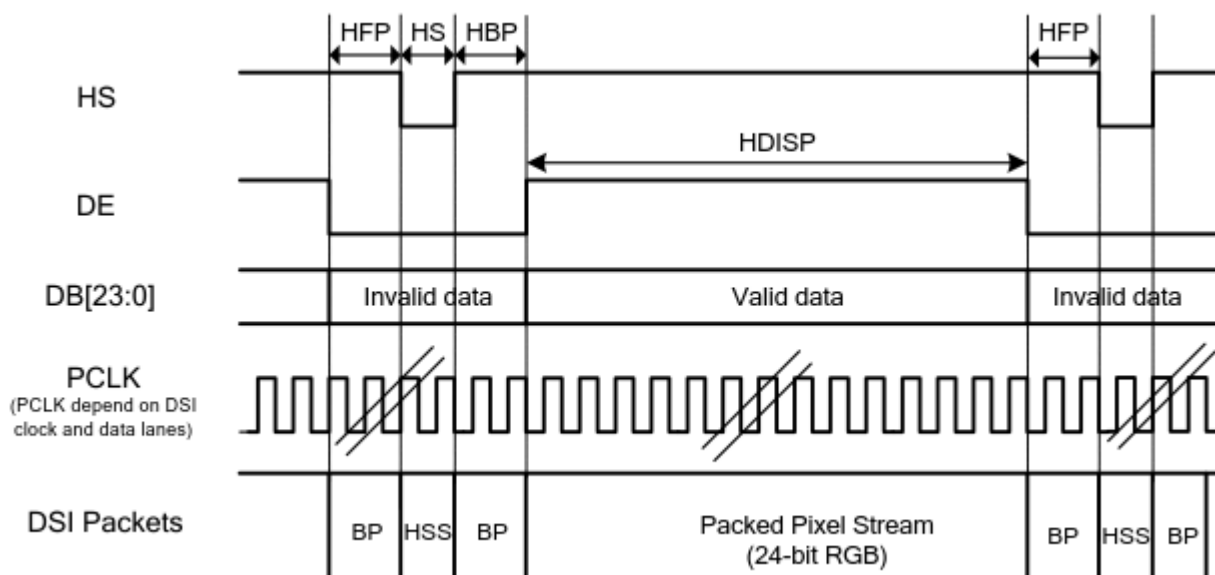 HFP HS HBP HFP
HS
HDISP
DE
DB[23:0] Invalid data Valid data Invalid data
PCLK
(PCLK depend on DSI
clock and data lanes)
DSI Packets BP HSS BP Packed Pixel Stream BP HSS BP
(24-bit RGB)